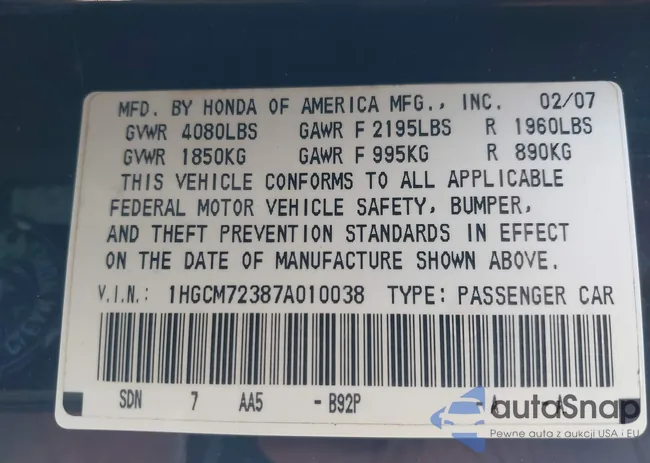 MFD. BY HONDA OF AMERICA MFG., INC. 02/07
GVWR 4080LBS GAWR F 2195LBS R 1960LBS
GVWR 1850KG GAWR F 995KG R 890KG
THIS VEHICLE CONFORMS TO ALL APPLICABLE
FEDERAL MOTOR VEHICLE SAFETY, BUMPER,
AND THEFT PREVENTION STANDARDS IN EFFECT
ON THE DATE OF MANUFACTURE SHOWN ABOVE.
V.I.N.: 1HGCM72387A010038 TYPE: PASSENGER CAR
SDN 7 AA5 -B92P -A -A
autoSnap
Pewne auta z aukcji USA i EU